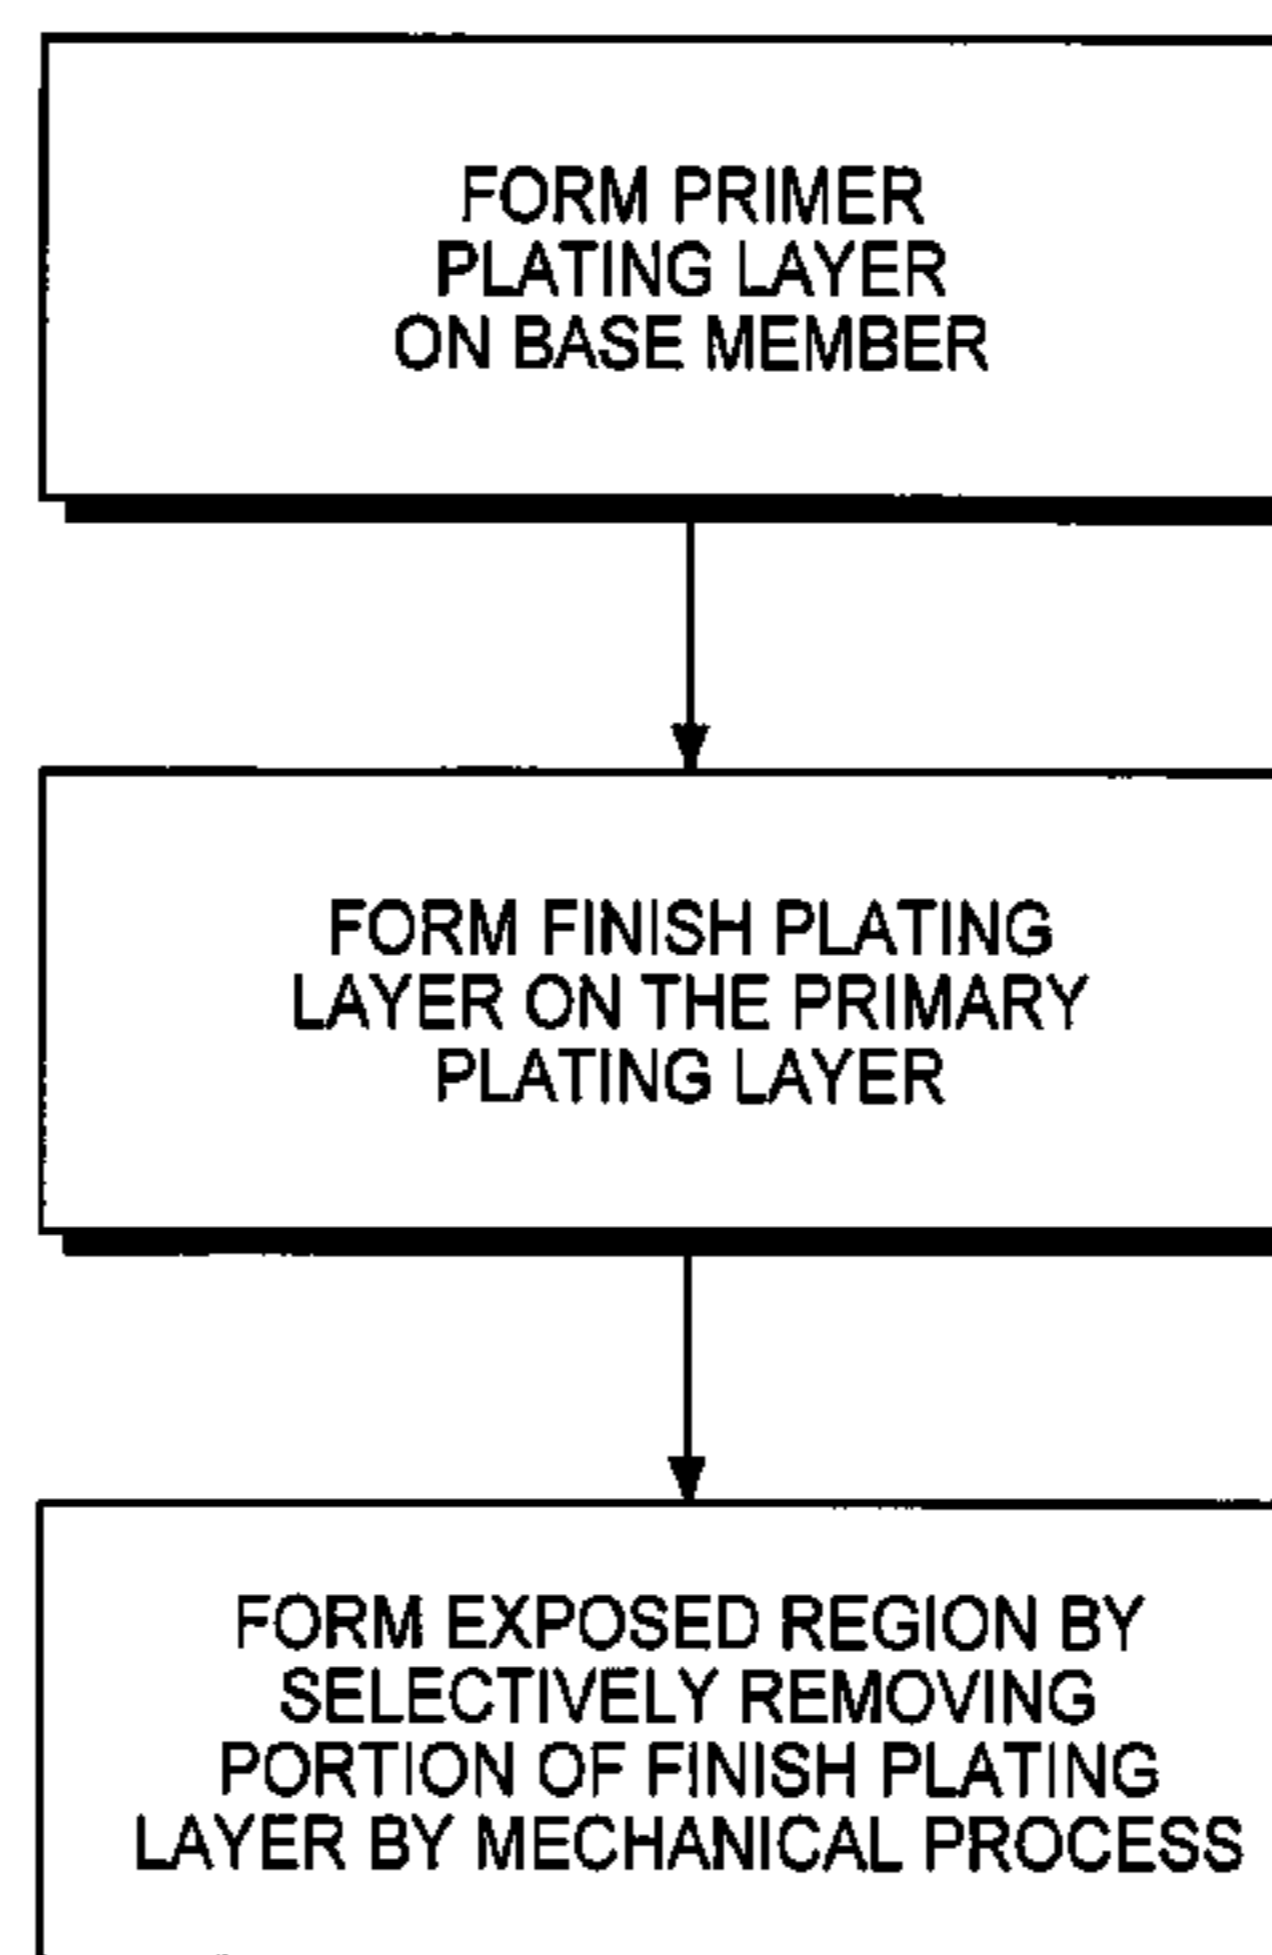 FORM PRIMER
PLATING LAYER
ON BASE MEMBER
FORM FINISH PLATING
LAYER ON THE PRIMARY
PLATING LAYER
FORM EXPOSED REGION BY
SELECTIVELY REMOVING
PORTION OF FINISH PLATING
LAYER BY MECHANICAL PROCESS